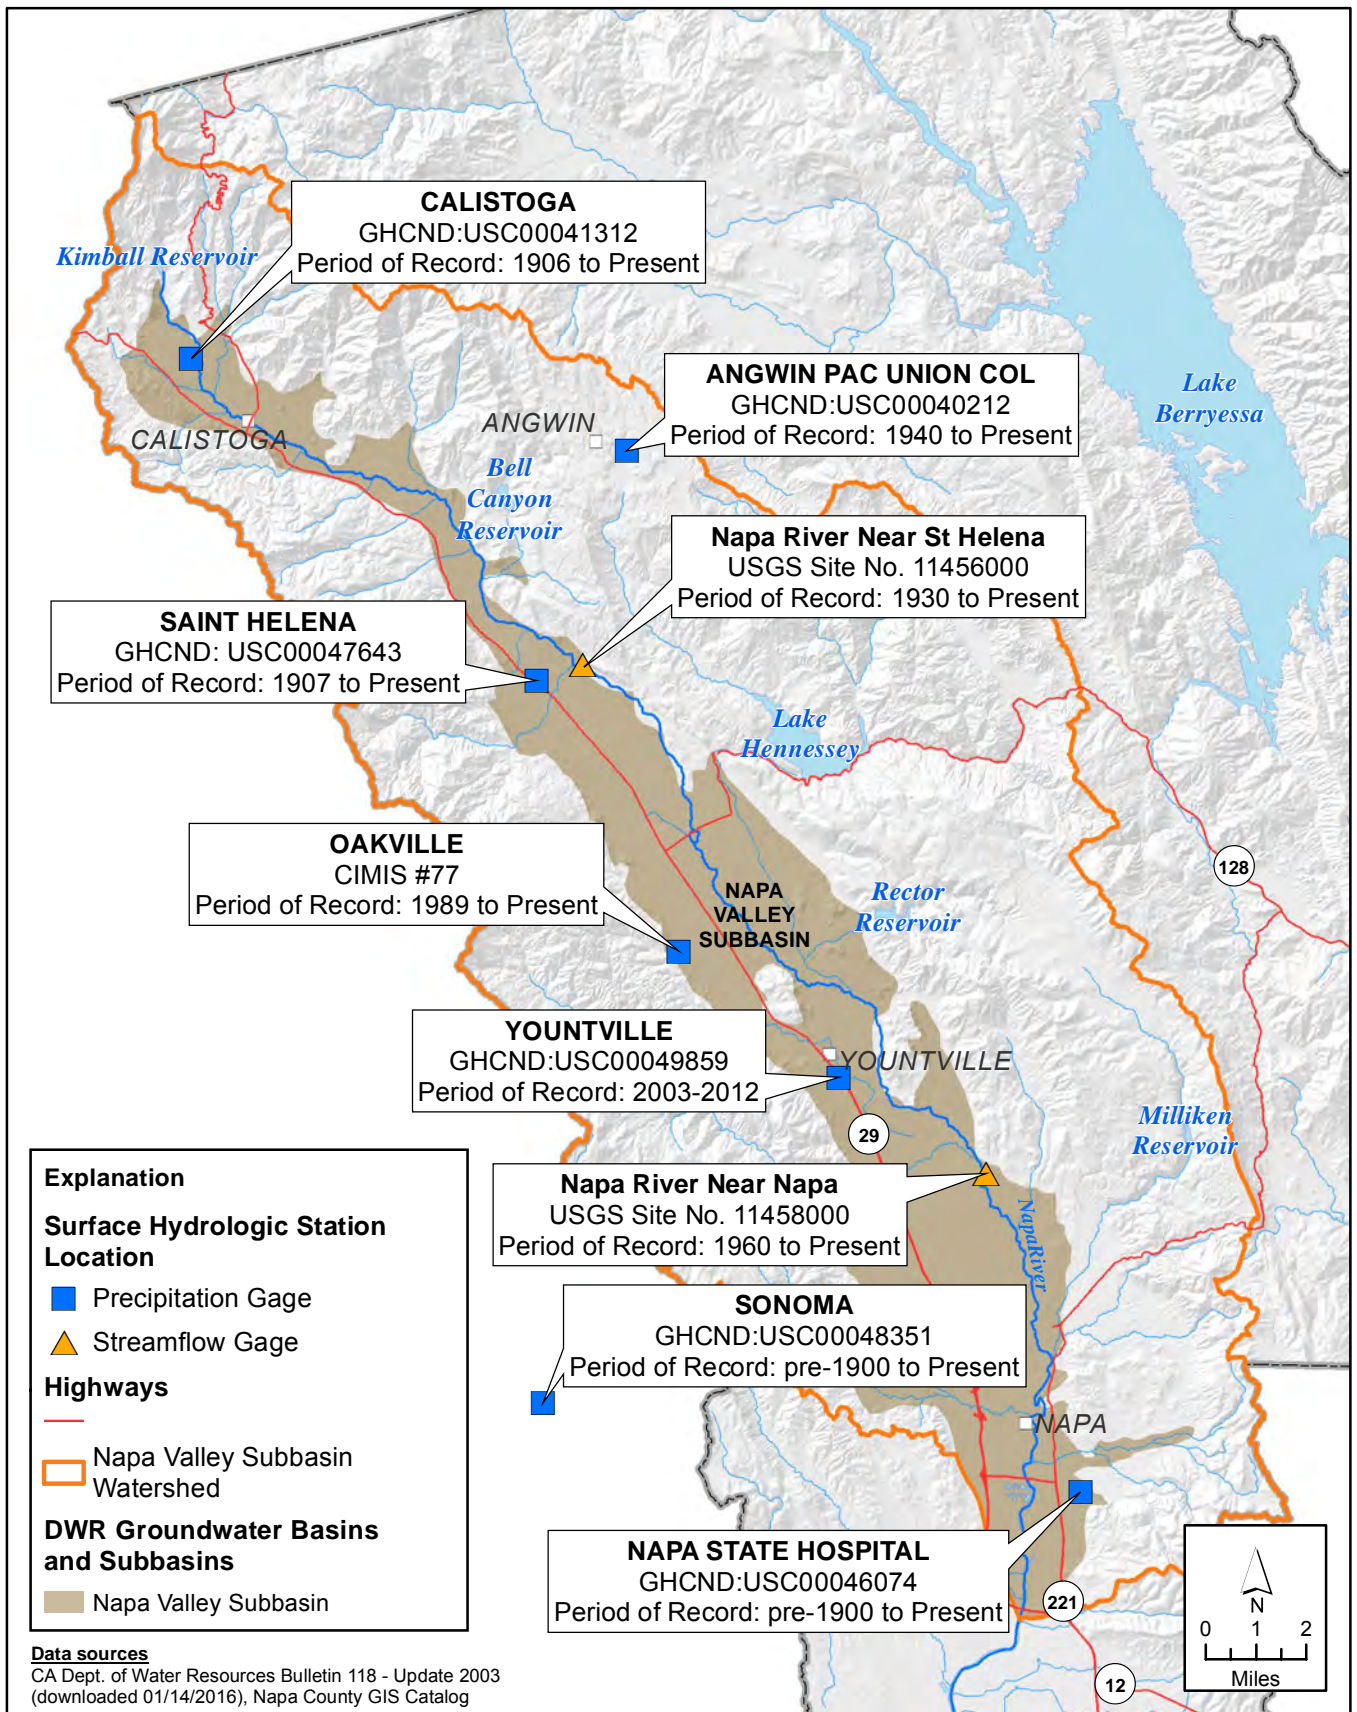 CALISTOGA
GHCND:USC00041312
Period of Record: 1906 to Present
Kimball Reservoir
ANGWIN PAC UNION COL
GHCND:USC00040212
Period of Record: 1940 to Present
Lake
Berryessa
CALISTOGA
ANGWIN
Bell
Canyon
Reservoir
Napa River Near St Helena
USGS Site No. 11456000
Period of Record: 1930 to Present
SAINT HELENA
GHCND: USC00047643
Period of Record: 1907 to Present
Lake
Hennessey
OAKVILLE
CIMIS #77
Period of Record: 1989 to Present
128
NAPA
VALLEY
SUBBASIN
Rector
Reservoir
YOUNTVILLE
GHCND:USC00049859
Period of Record: 2003-2012
YOUNTVILLE
29
Milliken
Reservoir
Napa River Near Napa
USGS Site No. 11458000
Period of Record: 1960 to Present
NapaRiver
SONOMA
GHCND:USC00048351
Period of Record: pre-1900 to Present
NAPA
NAPA STATE HOSPITAL
GHCND:USC00046074
Period of Record: pre-1900 to Present
221
12
Explanation
Surface Hydrologic Station
Location
Precipitation Gage
Streamflow Gage
Highways
Napa Valley Subbasin
Watershed
DWR Groundwater Basins
and Subbasins
Napa Valley Subbasin
N
0 1 2
Miles
Data sources
CA Dept. of Water Resources Bulletin 118 - Update 2003
(downloaded 01/14/2016), Napa County GIS Catalog